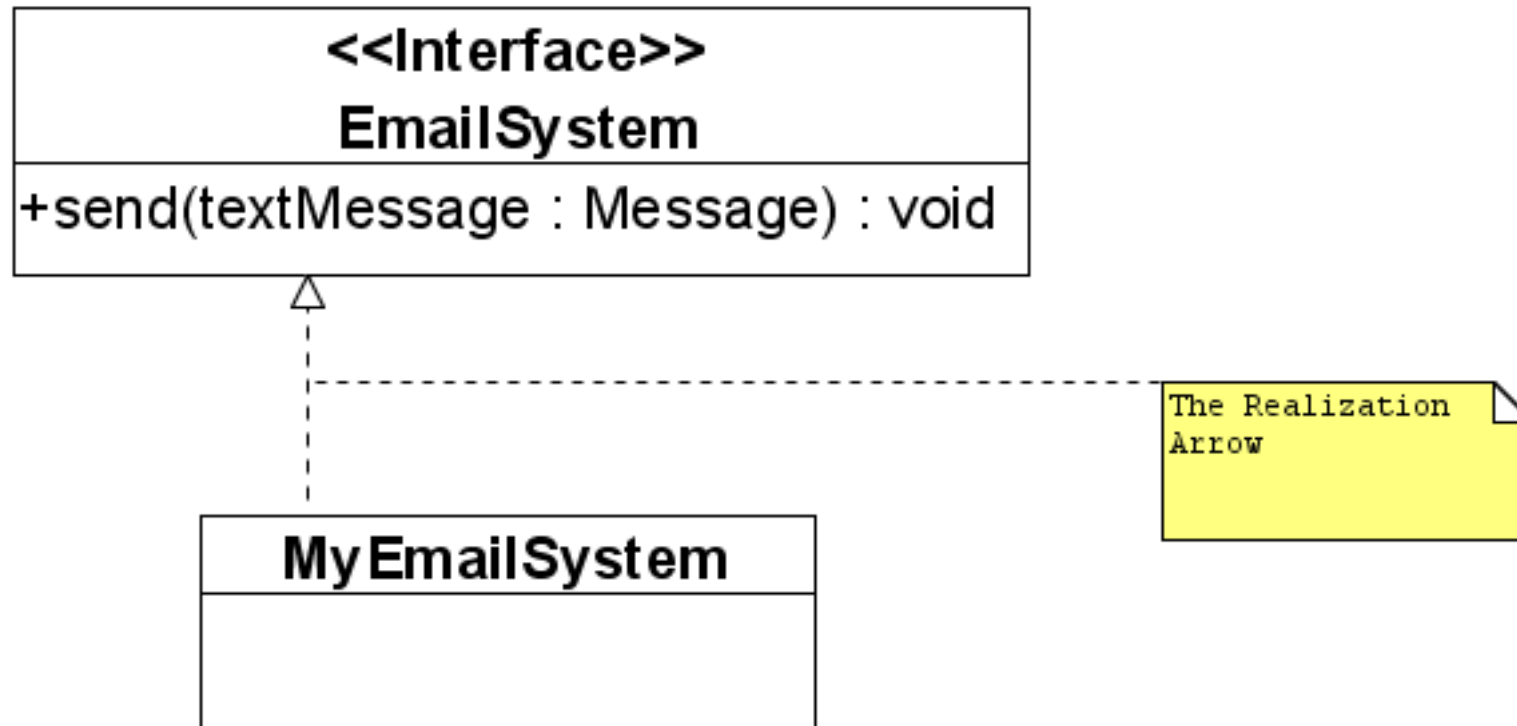 <<Interface>>
EmailSystem
+send(textMessage : Message) : void
The Realization
Arrow
MyEmailSystem